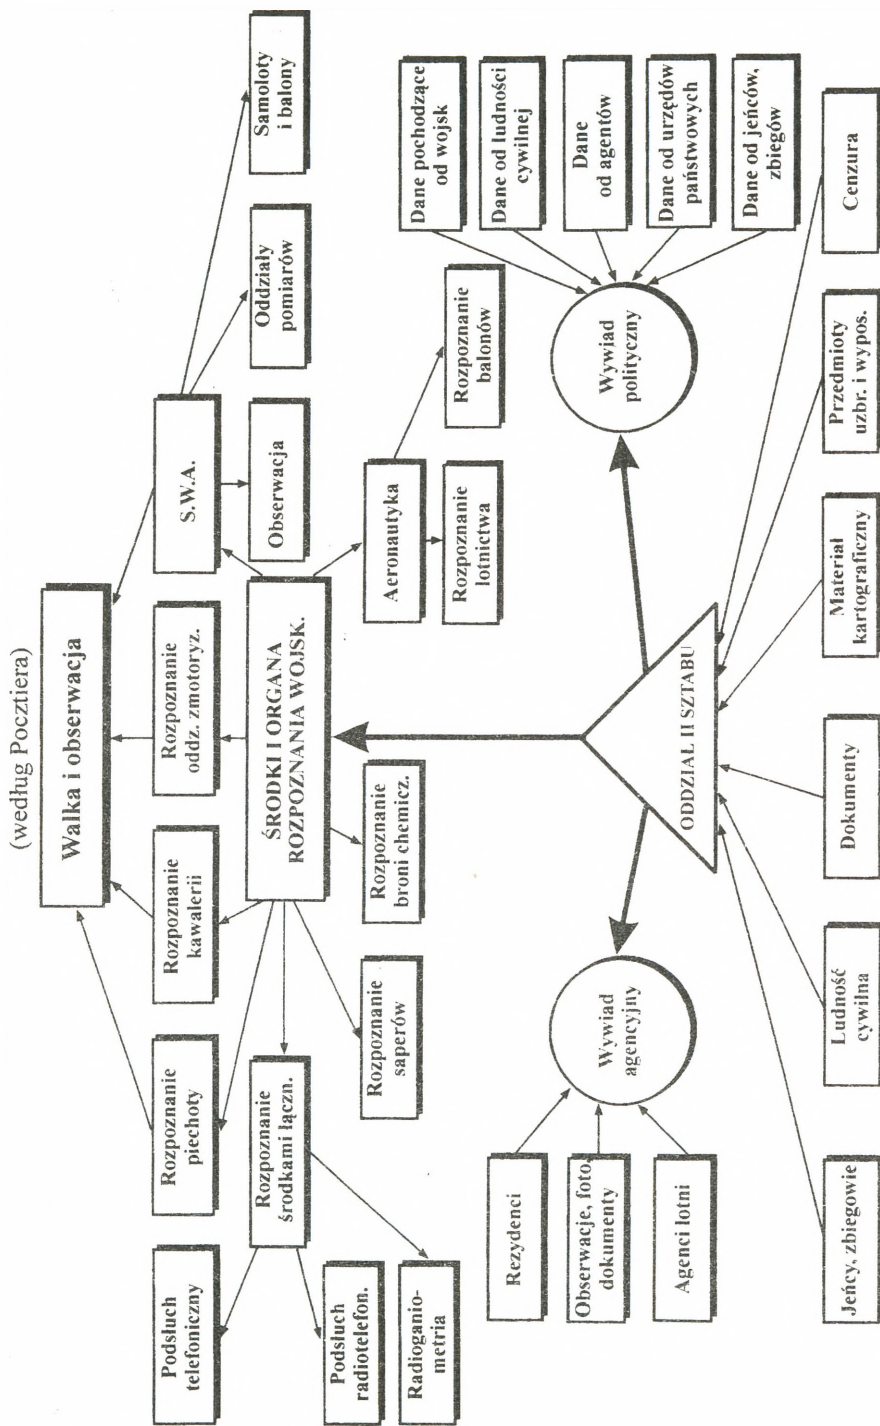 (według Pocztiera)
Walka i obserwacja
Podsłuch
telefoniczny
Rozpoznanie
piechoty
Rozpoznanie
kawalerii
Rozpoznanie
oddz. zmotoryz.
S.W.A.
Rozpoznanie
środkami łączn.
ŚRODKI I ORGANA
ROZPOZNANIA WOJSK.
Obserwacja
Oddziały
pomiarów
Samoloty
i balony
Podsłuch
radiotelefon.
Radioganio-
metria
Rozpoznanie
saperów
Rozpoznanie
broni chemicz.
Aeronautyka
Rozpoznanie
lotnictwa
Rozpoznanie
balonów
Rezydenci
Obserwacje, foto,
dokumenty
Agenci lotni
Wywiad
agencyjny
ODDZIAŁ II SZTABU
Wywiad
polityczny
Dane pochodzące
od wojsk
Dane od ludności
cywilnej
Dane
od agentów
Dane od urzędów
państwowych
Dane od jeńców,
zbiegów
Jeńcy, zbiegowie
Ludność
cywilna
Dokumenty
Materiał
kartograficzny
Przedmioty
uzbr. i wypos.
Cenzura